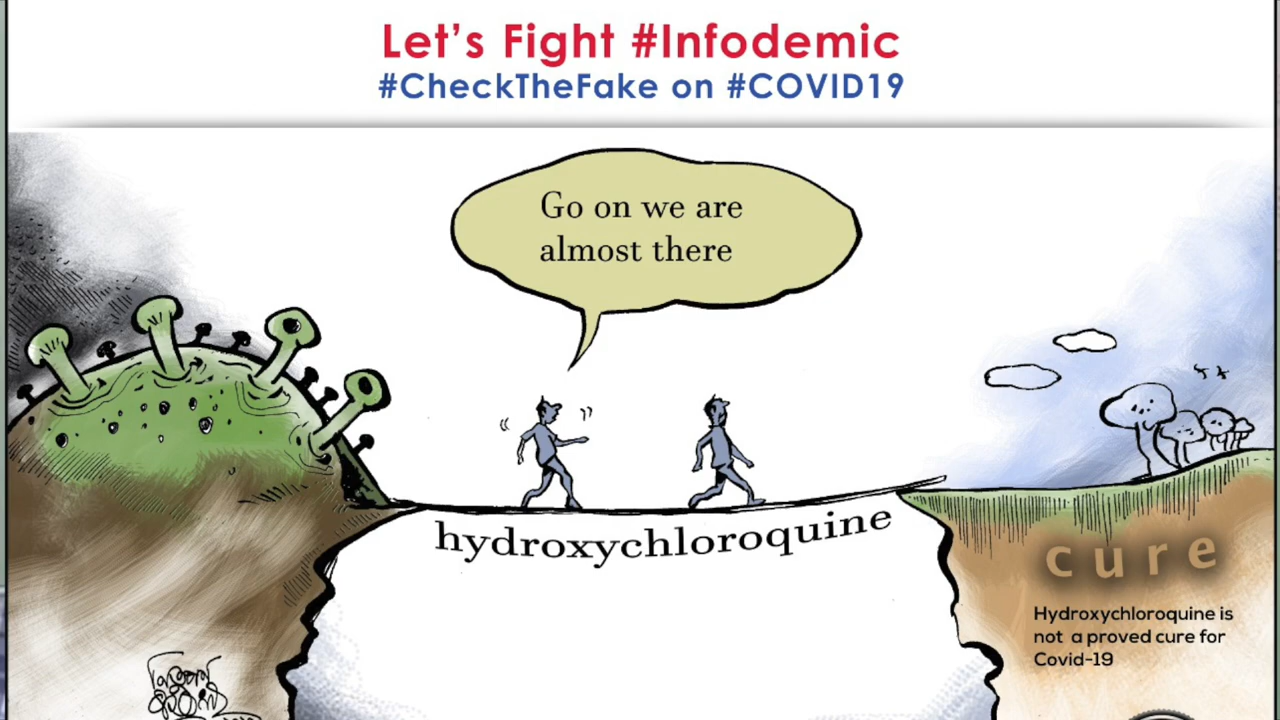 Let's Fight #Infodemic
#CheckTheFake on #COVID19
Go on we are
almost there
hydroxychloroquine
cure
Hydroxychloroquine is
not a proved cure for
Covid-19